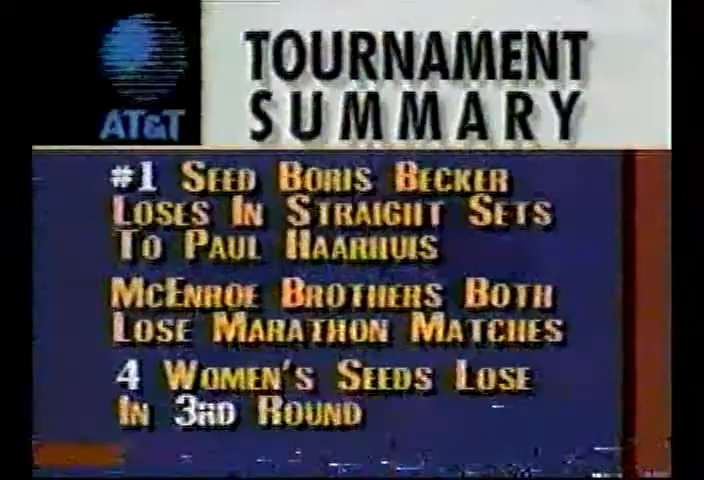 AT&T
TOURNAMENT
SUMMARY
#1 SEED BORIS BECKER
LOSES IN STRAIGHT SETS
TO PAUL HAARHUIS
MCENROE BROTHERS BOTH
LOSE MARATHON MATCHES
4 WOMEN'S SEEDS LOSE
IN 3RD ROUND